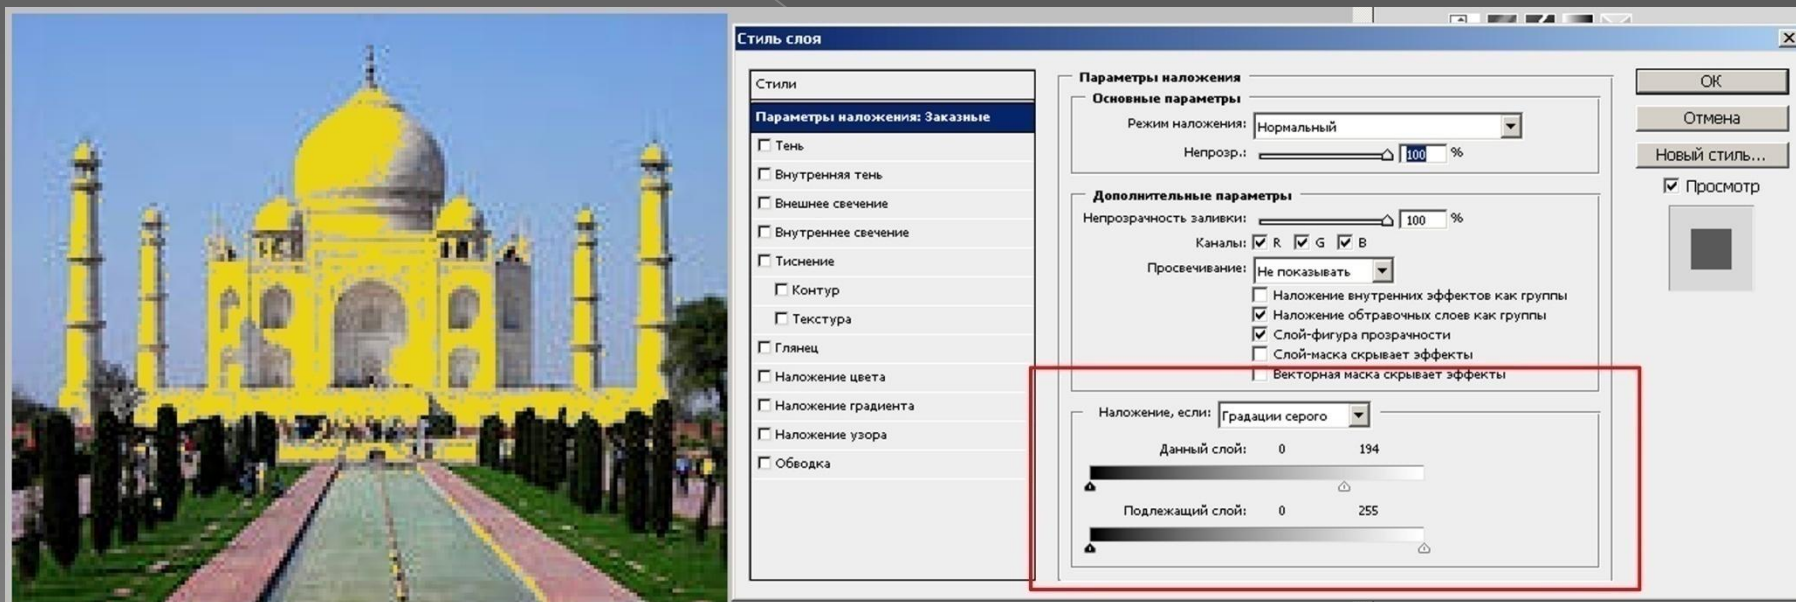 Стиль слоя
Стили
Параметры наложения: Заказные
Тень
Внутренняя тень
Внешнее свечение
Внутреннее свечение
Тиснение
Контур
Текстура
Глянец
Наложение цвета
Наложение градиента
Наложение узора
Обводка
Параметры наложения
Основные параметры
Режим наложения: Нормальный
Непрозр.: 100 %
Дополнительные параметры
Непрозрачность заливки: 100 %
Каналы: R G B
Просвечивание: Не показывать
Наложение внутренних эффектов как группы
Наложение обтравочных слоев как группы
Слой-фигура прозрачности
Слой-маска скрывает эффекты
Векторная маска скрывает эффекты
Наложение, если: Градации серого
Данный слой: 0 194
Подлежащий слой: 0 255
OK
Отмена
Новый стиль...
Просмотр